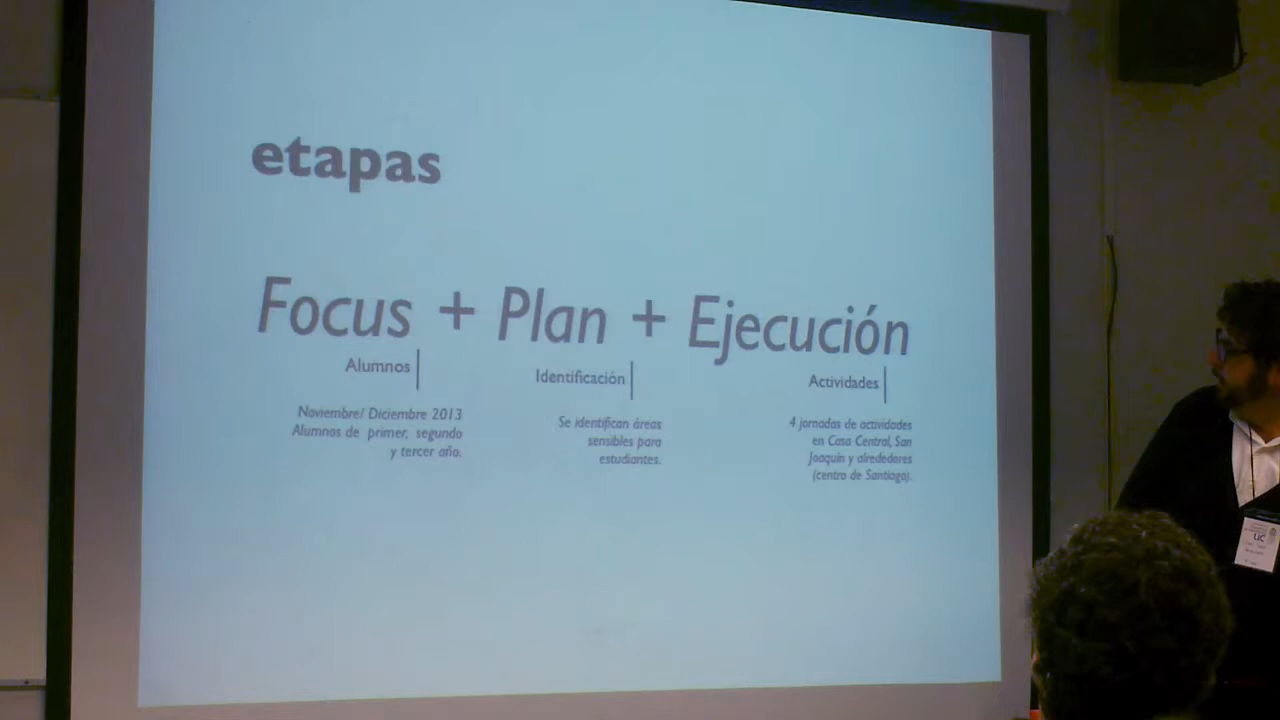 etapas
Focus + Plan + Ejecución
Alumnos
Noviembre/ Diciembre 2013
Alumnos de primer, segundo
y tercer año.
Identificación
Se identifican áreas
sensibles para
estudiantes.
Actividades
4 jornadas de actividades
en Casa Central, San
Joaquín y alrededores
(centro de Santiago).
UC